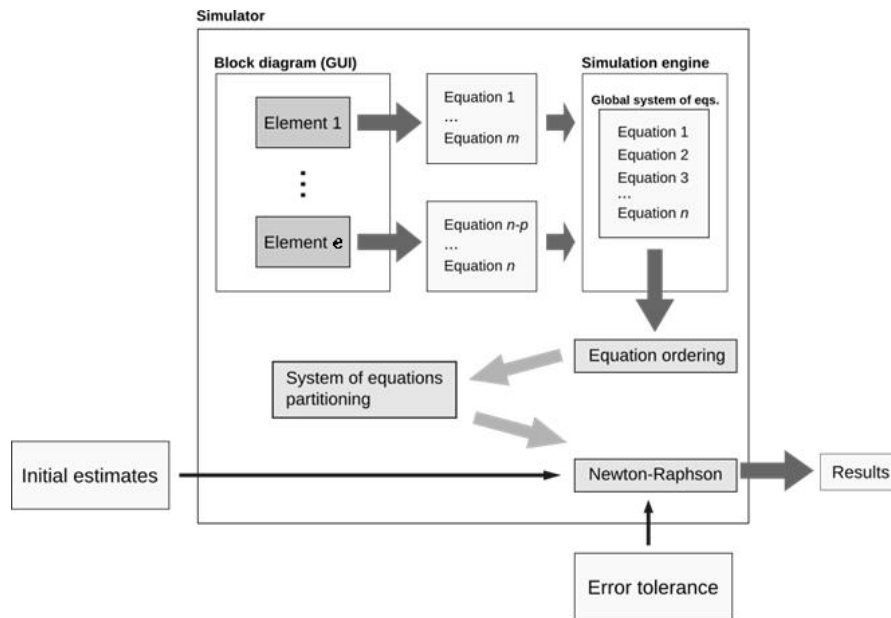 Simulator
Block diagram (GUI)
Element 1
⋮
Element e
Equation 1
...
Equation m
Equation n-p
...
Equation n
Simulation engine
Global system of eqs.
Equation 1
Equation 2
Equation 3
...
Equation n
Equation ordering
System of equations
partitioning
Initial estimates
Newton-Raphson
Results
Error tolerance